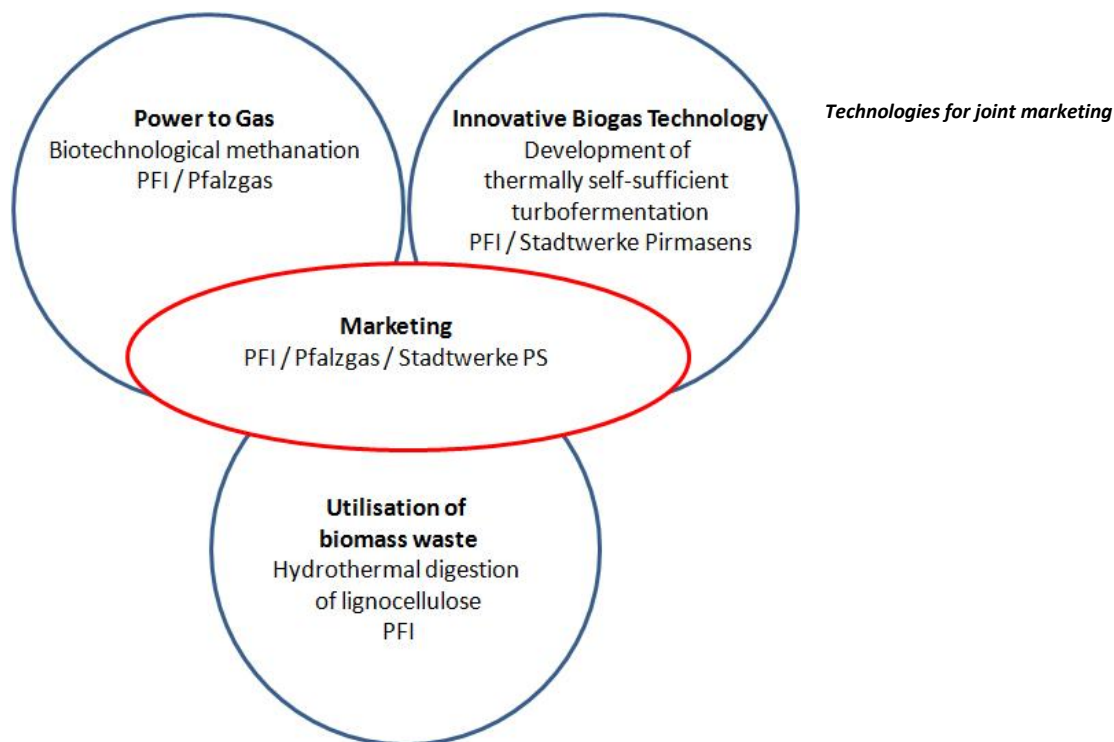 Power to Gas
Biotechnological methanation
PFI / Pfalzgas
Innovative Biogas Technology
Development of
thermally self-sufficient
turbofermentation
PFI / Stadtwerke Pirmasens
Technologies for joint marketing
Marketing
PFI / Pfalzgas / Stadtwerke PS
Utilisation of
biomass waste
Hydrothermal digestion
of lignocellulose
PFI